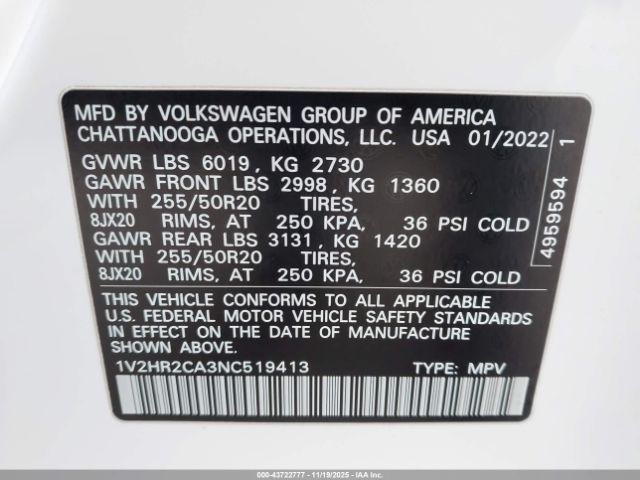 MFD BY VOLKSWAGEN GROUP OF AMERICA
CHATTANOOGA OPERATIONS, LLC. USA 01/2022
GVWR LBS 6019, KG 2730
GAWR FRONT LBS 2998, KG 1360
WITH 255/50R20 TIRES,
8JX20 RIMS, AT 250 KPA, 36 PSI COLD
GAWR REAR LBS 3131, KG 1420
WITH 255/50R20 TIRES,
8JX20 RIMS, AT 250 KPA, 36 PSI COLD
THIS VEHICLE CONFORMS TO ALL APPLICABLE
U.S. FEDERAL MOTOR VEHICLE SAFETY STANDARDS
IN EFFECT ON THE DATE OF MANUFACTURE
SHOWN ABOVE.
1V2HR2CA3NC519413 TYPE: MPV
4959594 1
000-43722777 - 11/19/2025 - IAAI.CA